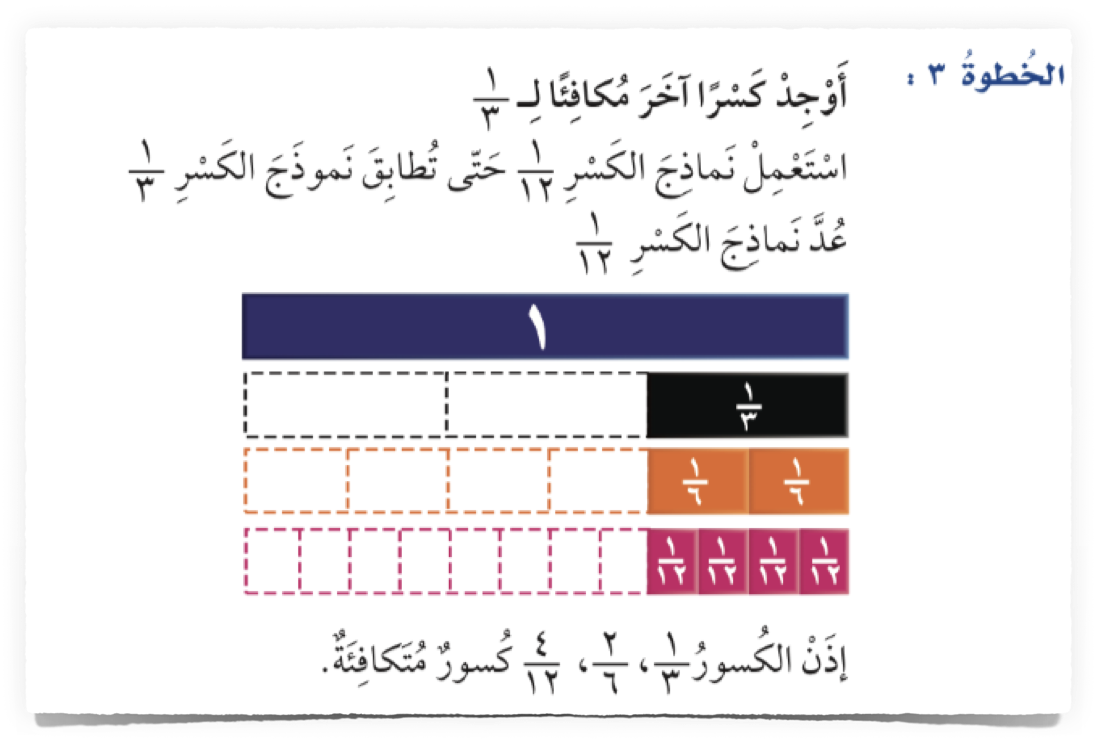 الخُطوةُ ٣ :
أَوْجِدْ كَسْرًا آخَرَ مُكافِئًا لِـ ١/٣
اسْتَعْمِلْ نَماذِجَ الكَسْرِ ١/١٢ حَتّى تُطابِقَ نَموذَجَ الكَسْرِ ١/٣
عُدَّ نَماذِجَ الكَسْرِ ١/١٢
١
١/٣
١/٦ ١/٦
١/١٢ ١/١٢ ١/١٢ ١/١٢
إذَنْ الكُسورُ ١/٣، ٢/٦، ٤/١٢ كُسورٌ مُتَكافِئَةٌ.